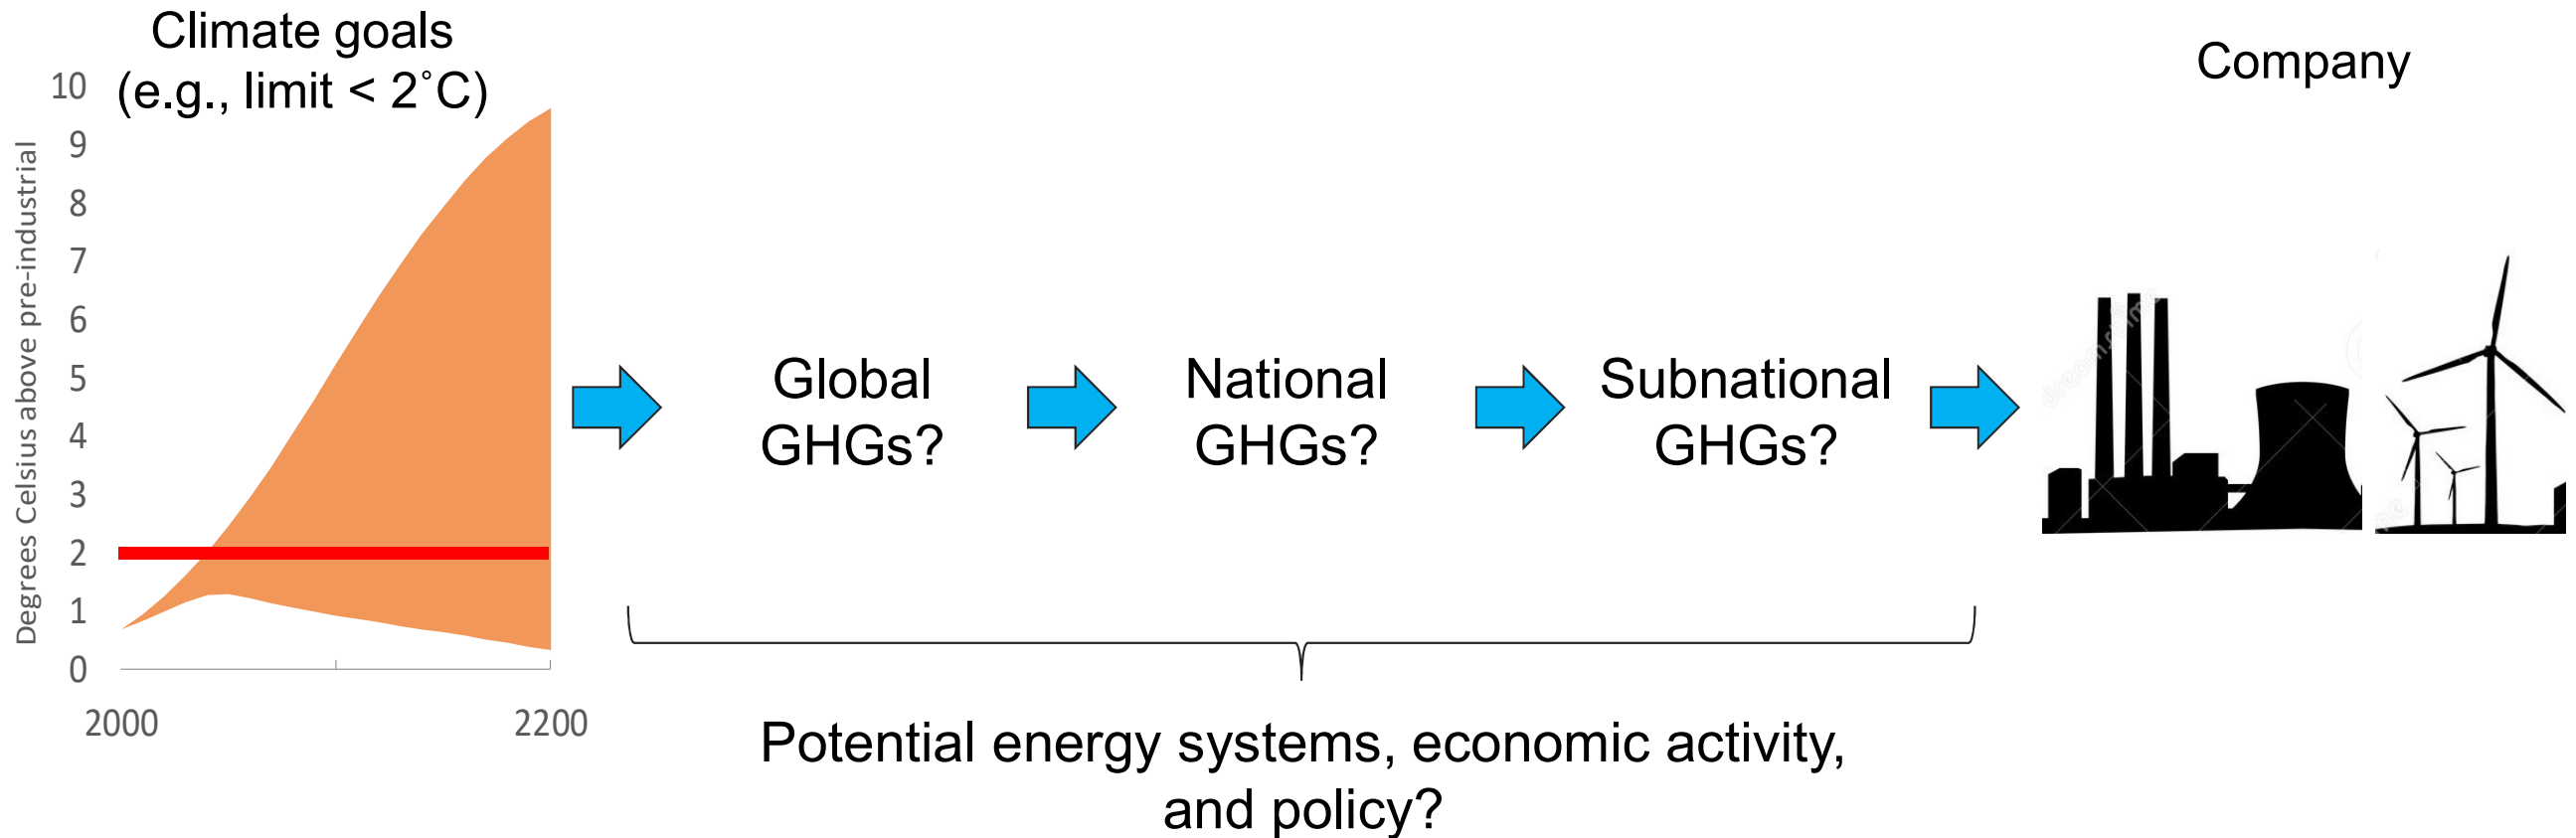 Climate goals
(e.g., limit < 2˚C)
Company
Degrees Celsius above pre-industrial
10
9
8
7
6
5
4
3
2
1
0
2000
2200
Global
GHGs?
National
GHGs?
Subnational
GHGs?
Potential energy systems, economic activity,
and policy?